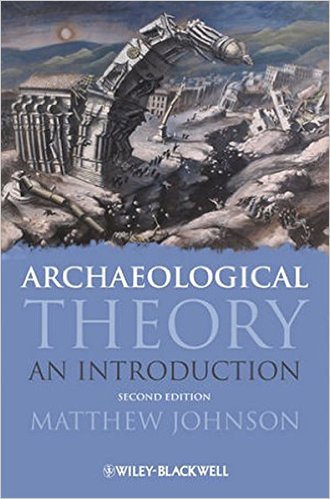 ARCHAEOLOGICAL
THEORY
AN INTRODUCTION
SECOND EDITION
MATTHEW JOHNSON
WILEY-BLACKWELL